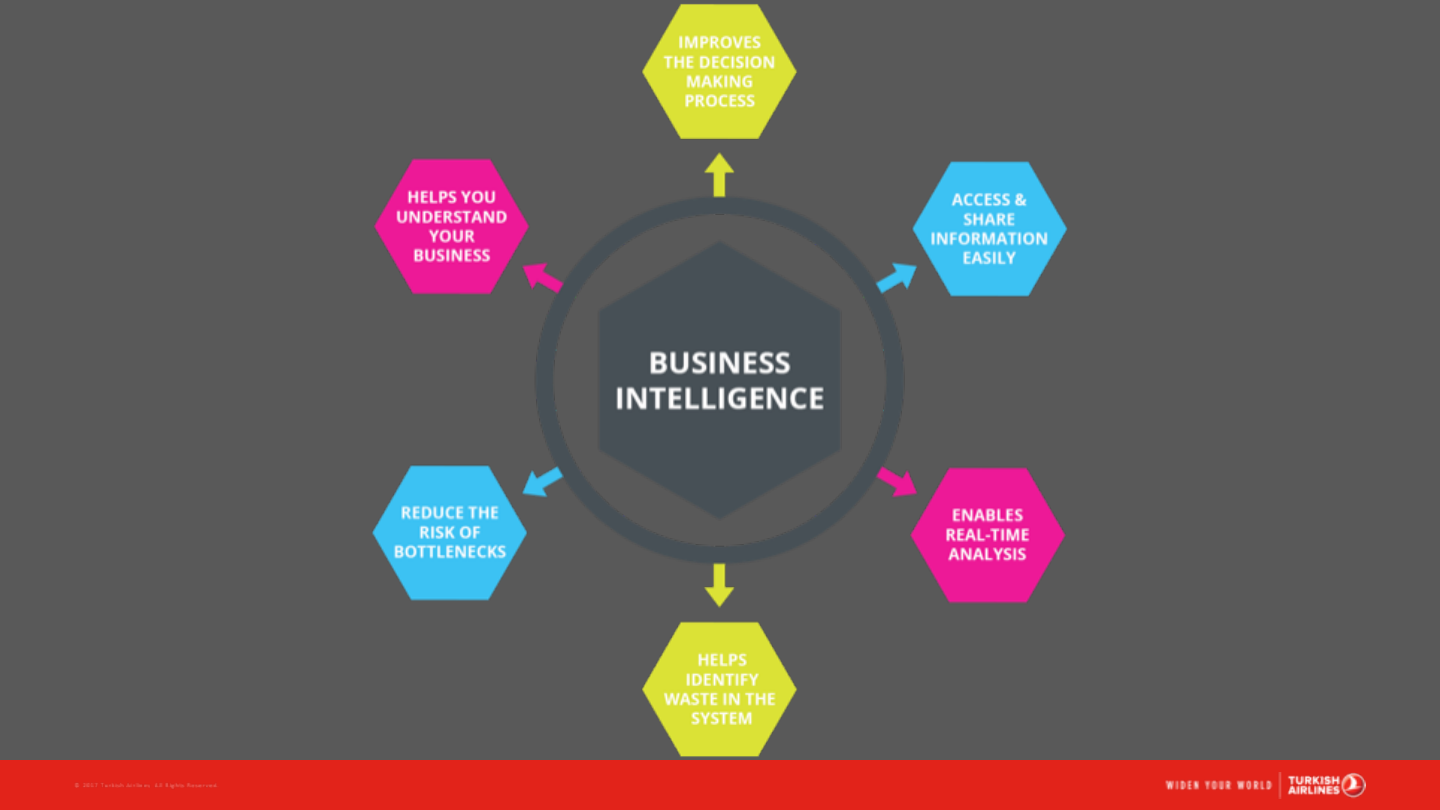 IMPROVES
THE DECISION
MAKING
PROCESS
HELPS YOU
UNDERSTAND
YOUR
BUSINESS
ACCESS &
SHARE
INFORMATION
EASILY
BUSINESS
INTELLIGENCE
REDUCE THE
RISK OF
BOTTLENECKS
ENABLES
REAL-TIME
ANALYSIS
HELPS
IDENTIFY
WASTE IN THE
SYSTEM
© 2017 Turkish Airlines. All Rights Reserved.
WIDEN YOUR WORLD
TURKISH
AIRLINES